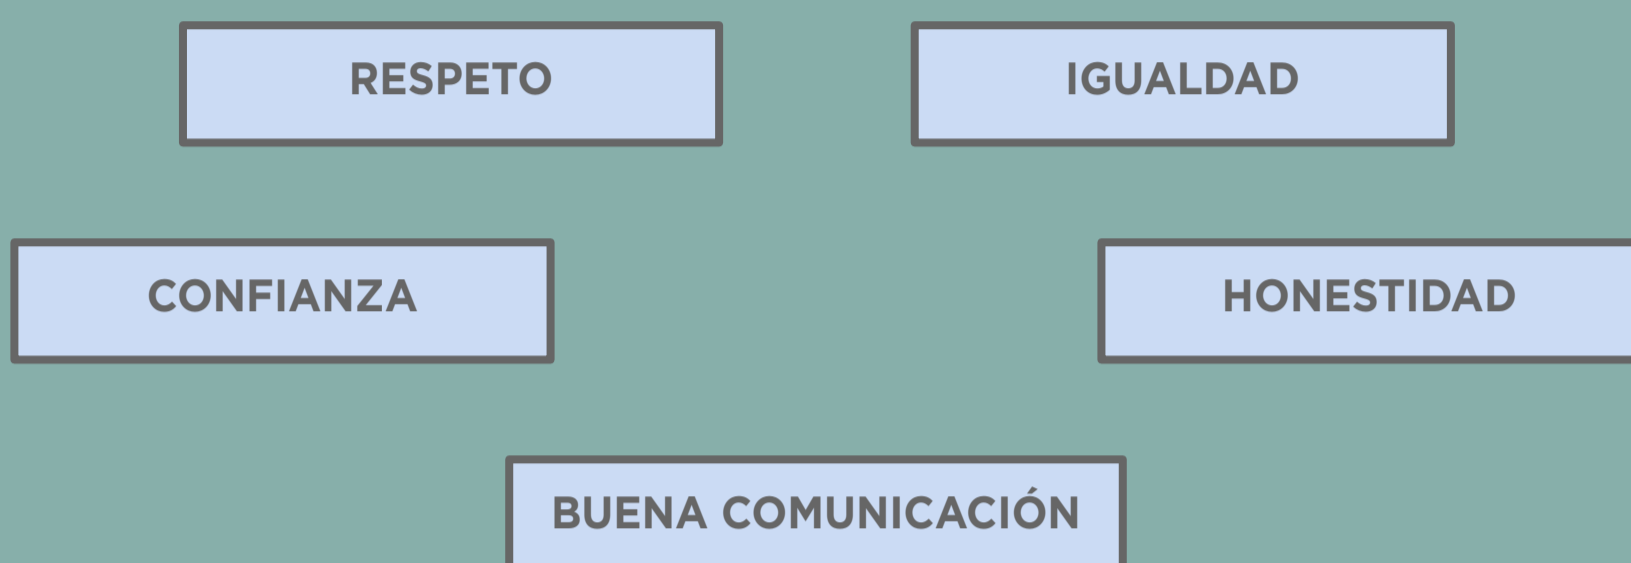 RESPETO
IGUALDAD
CONFIANZA
HONESTIDAD
BUENA COMUNICACIÓN